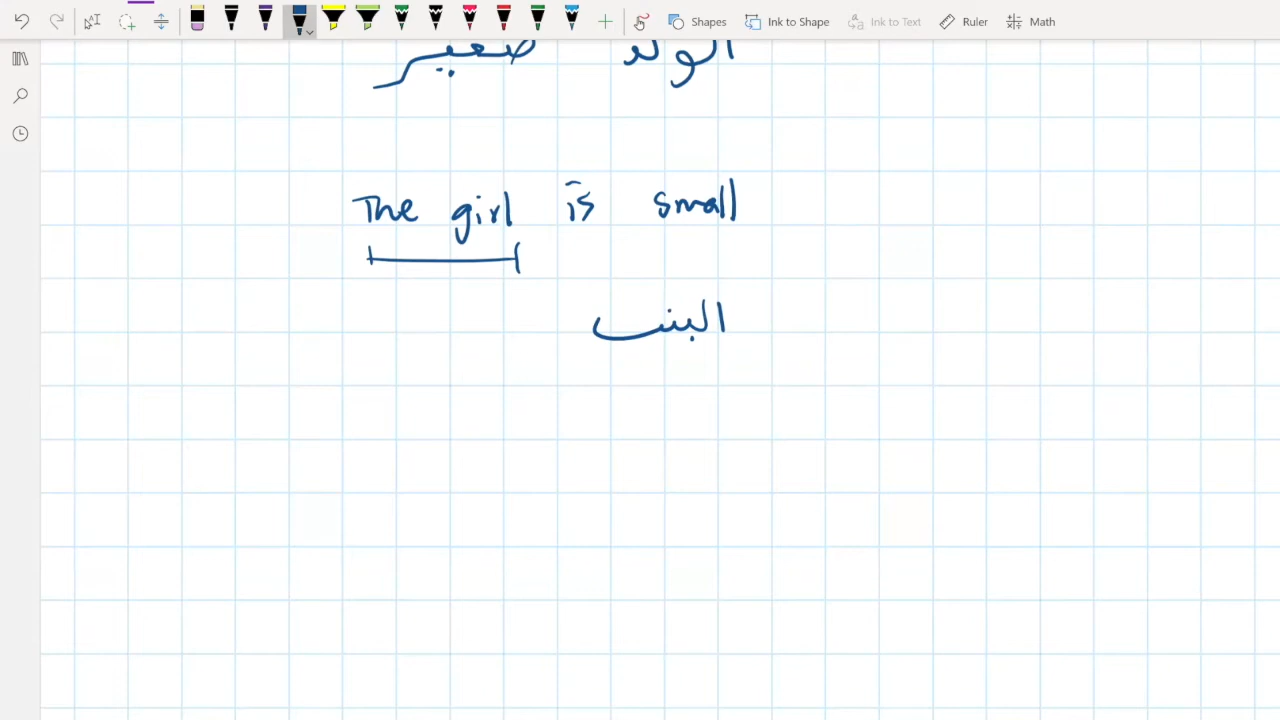 Shapes Ink to Shape Ink to Text Ruler Math
الولد صغير
The girl is small
البنت